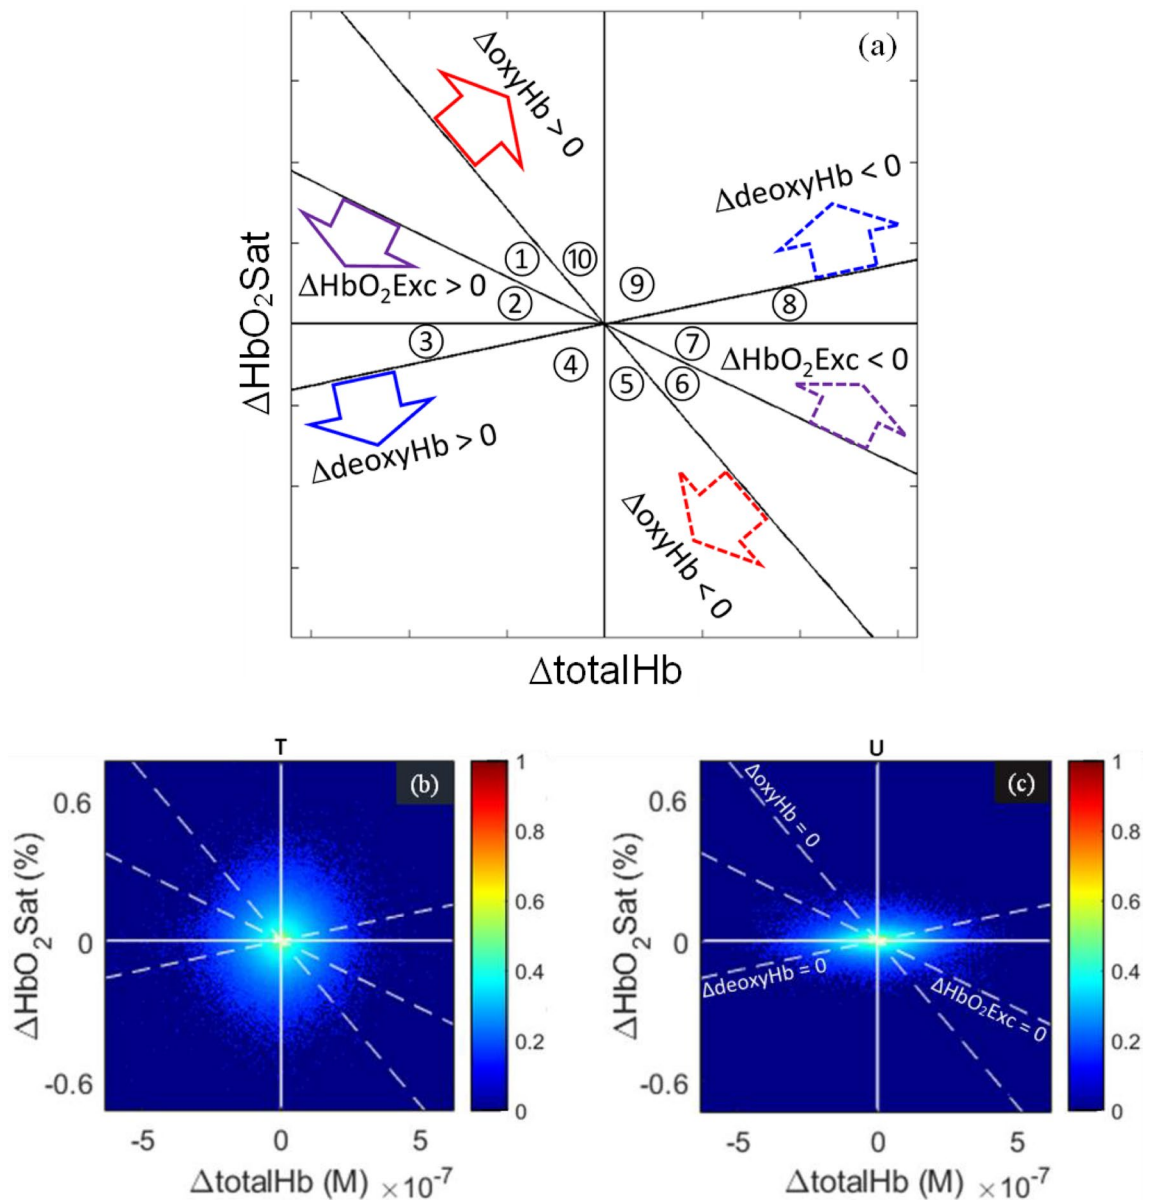 (a)
ΔoxyHb > 0
ΔdeoxyHb < 0
ΔHbO₂Exc > 0
① ⑩
⑨
② ⑧
③ ⑦
④ ⑤ ⑥
ΔHbO₂Exc < 0
ΔdeoxyHb > 0
ΔoxyHb < 0
ΔHbO₂Sat
ΔtotalHb
T
(b)
0.6
0
-0.6
ΔHbO₂Sat (%)
-5 0 5
ΔtotalHb (M) ×10⁻⁷
1
0.8
0.6
0.4
0.2
0
U
(c)
ΔoxyHb = 0
ΔdeoxyHb = 0
ΔHbO₂Exc = 0
0.6
0
-0.6
ΔHbO₂Sat (%)
-5 0 5
ΔtotalHb (M) ×10⁻⁷
1
0.8
0.6
0.4
0.2
0